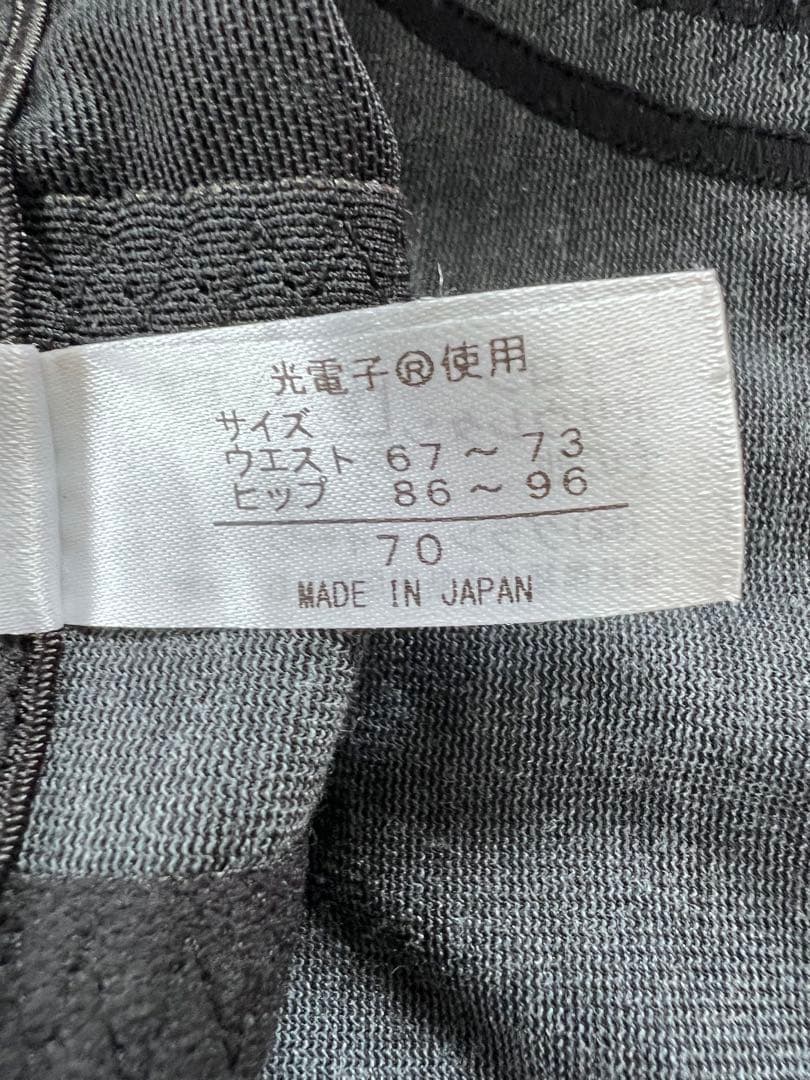 光電子®使用
サイズ
ウエスト 67～73
ヒップ 86～96
70
MADE IN JAPAN